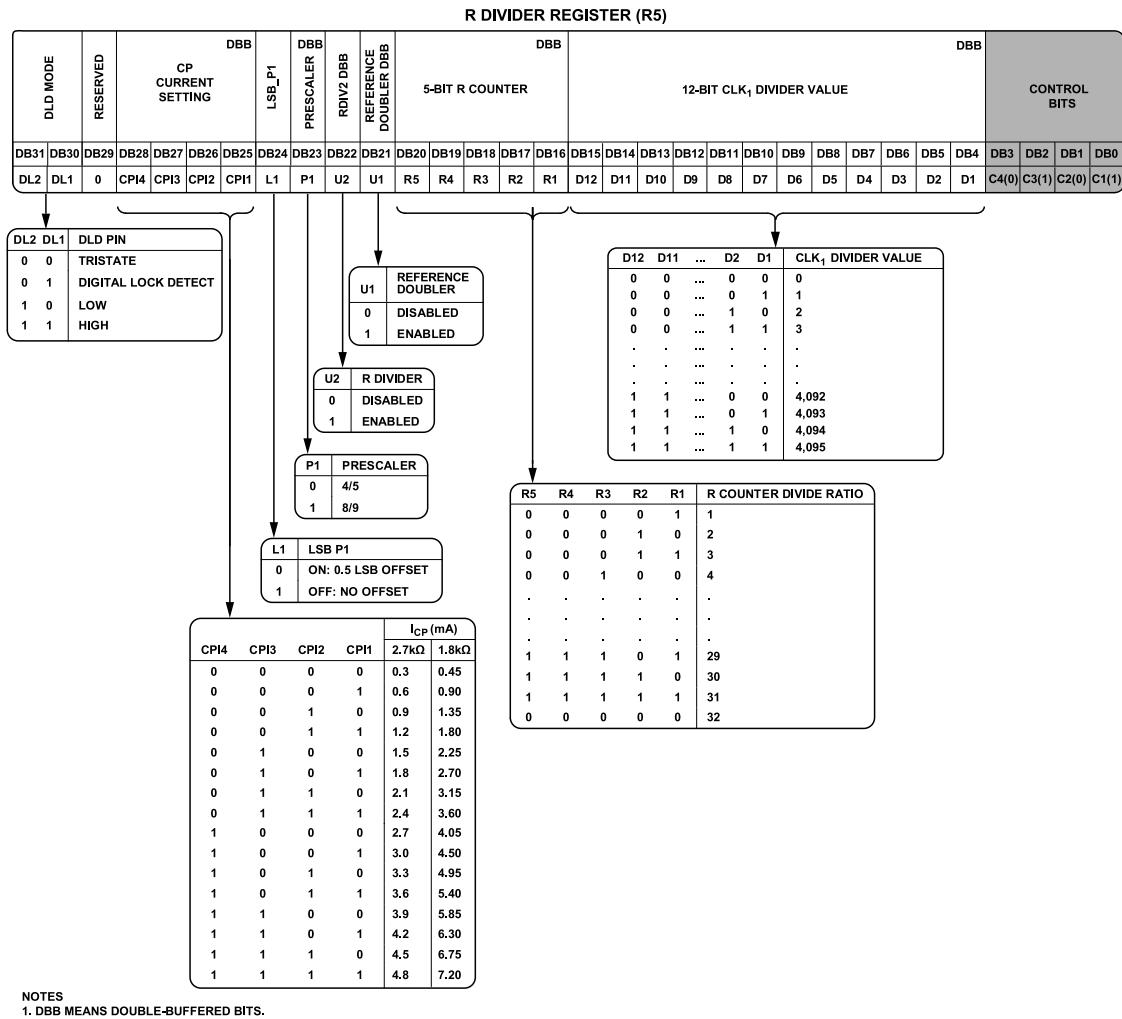 R DIVIDER REGISTER (R5)
DLD MODE
RESERVED
CP CURRENT SETTING
DBB
LSB_P1
PRESCALER
DBB
RDIV2 DBB
REFERENCE DOUBLER DBB
5-BIT R COUNTER
DBB
12-BIT CLK₁ DIVIDER VALUE
DBB
CONTROL BITS
DB31 DB30 DB29 DB28 DB27 DB26 DB25 DB24 DB23 DB22 DB21 DB20 DB19 DB18 DB17 DB16 DB15 DB14 DB13 DB12 DB11 DB10 DB9 DB8 DB7 DB6 DB5 DB4 DB3 DB2 DB1 DB0
DL2 DL1 0 CPI4 CPI3 CPI2 CPI1 L1 P1 U2 U1 R5 R4 R3 R2 R1 D12 D11 D10 D9 D8 D7 D6 D5 D4 D3 D2 D1 C4(0) C3(1) C2(0) C1(1)
DL2 DL1 DLD PIN
0 0 TRISTATE
0 1 DIGITAL LOCK DETECT
1 0 LOW
1 1 HIGH
U1 REFERENCE DOUBLER
0 DISABLED
1 ENABLED
U2 R DIVIDER
0 DISABLED
1 ENABLED
P1 PRESCALER
0 4/5
1 8/9
L1 LSB P1
0 ON: 0.5 LSB OFFSET
1 OFF: NO OFFSET
D12 D11 ... D2 D1 CLK₁ DIVIDER VALUE
0 0 ... 0 0 0
0 0 ... 0 1 1
0 0 ... 1 0 2
0 0 ... 1 1 3
. . ... . . .
. . ... . . .
. . ... . . .
1 1 ... 0 0 4,092
1 1 ... 0 1 4,093
1 1 ... 1 0 4,094
1 1 ... 1 1 4,095
R5 R4 R3 R2 R1 R COUNTER DIVIDE RATIO
0 0 0 0 1 1
0 0 0 1 0 2
0 0 0 1 1 3
0 0 1 0 0 4
. . . . . .
. . . . . .
. . . . . .
1 1 1 0 1 29
1 1 1 1 0 30
1 1 1 1 1 31
0 0 0 0 0 32
I_CP (mA)
CPI4 CPI3 CPI2 CPI1 2.7kΩ 1.8kΩ
0 0 0 0 0.3 0.45
0 0 0 1 0.6 0.90
0 0 1 0 0.9 1.35
0 0 1 1 1.2 1.80
0 1 0 0 1.5 2.25
0 1 0 1 1.8 2.70
0 1 1 0 2.1 3.15
0 1 1 1 2.4 3.60
1 0 0 0 2.7 4.05
1 0 0 1 3.0 4.50
1 0 1 0 3.3 4.95
1 0 1 1 3.6 5.40
1 1 0 0 3.9 5.85
1 1 0 1 4.2 6.30
1 1 1 0 4.5 6.75
1 1 1 1 4.8 7.20
NOTES
1. DBB MEANS DOUBLE-BUFFERED BITS.